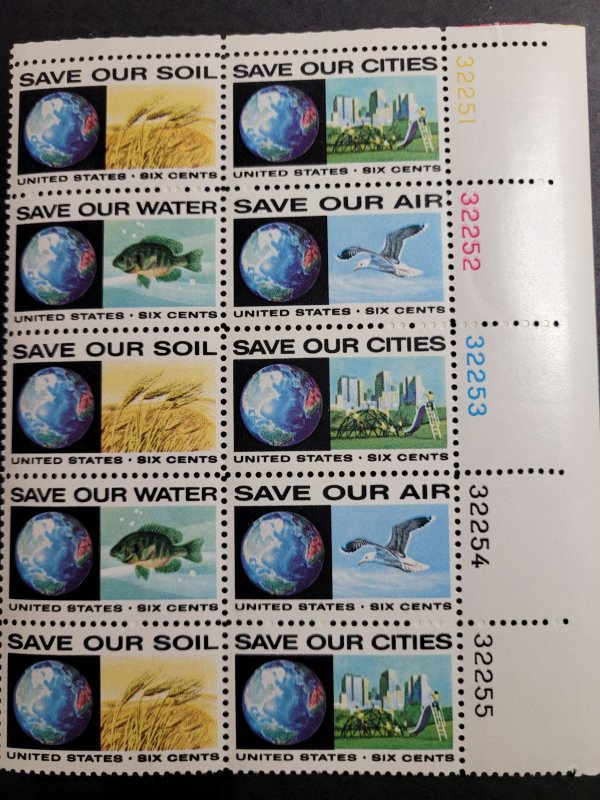 SAVE OUR SOIL
UNITED STATES · SIX CENTS
SAVE OUR CITIES
UNITED STATES · SIX CENTS
32251
SAVE OUR WATER
UNITED STATES · SIX CENTS
SAVE OUR AIR
UNITED STATES · SIX CENTS
32252
SAVE OUR SOIL
UNITED STATES · SIX CENTS
SAVE OUR CITIES
UNITED STATES · SIX CENTS
32253
SAVE OUR WATER
UNITED STATES · SIX CENTS
SAVE OUR AIR
UNITED STATES · SIX CENTS
32254
SAVE OUR SOIL
UNITED STATES · SIX CENTS
SAVE OUR CITIES
UNITED STATES · SIX CENTS
32255